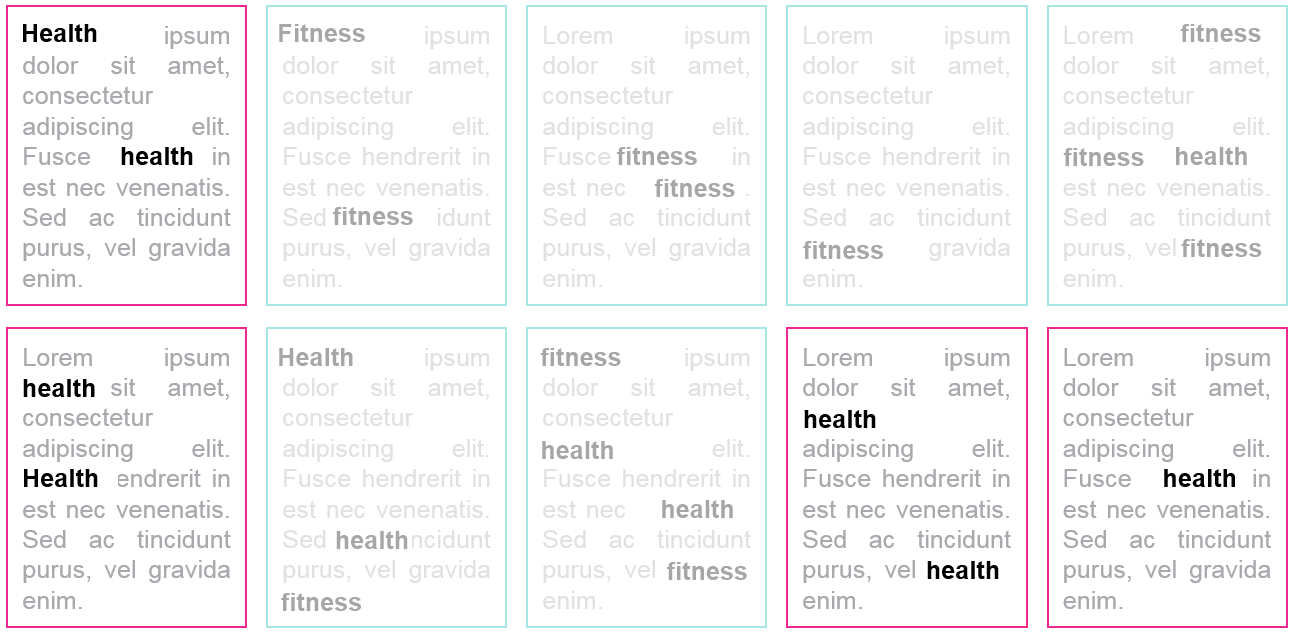 Health ipsum
dolor sit amet,
consectetur
adipiscing elit.
Fusce health in
est nec venenatis.
Sed ac tincidunt
purus, vel gravida
enim.
Fitness ipsum
dolor sit amet,
consectetur
adipiscing elit.
Fusce hendrerit in
est nec venenatis.
Sed fitness idunt
purus, vel gravida
enim.
Lorem ipsum
dolor sit amet,
consectetur
adipiscing elit.
Fusce fitness in
est nec fitness .
Sed ac tincidunt
purus, vel gravida
enim.
Lorem ipsum
dolor sit amet,
consectetur
adipiscing elit.
Fusce hendrerit in
est nec venenatis.
Sed ac tincidunt
fitness gravida
enim.
Lorem fitness
dolor sit amet,
consectetur
adipiscing elit.
fitness health
est nec venenatis.
Sed ac tincidunt
purus, vel fitness
enim.
Lorem ipsum
health sit amet,
consectetur
adipiscing elit.
Health endrerit in
est nec venenatis.
Sed ac tincidunt
purus, vel gravida
enim.
Health ipsum
dolor sit amet,
consectetur
adipiscing elit.
Fusce hendrerit in
est nec venenatis.
Sed health ncidunt
purus, vel gravida
fitness
fitness ipsum
dolor sit amet,
consectetur
health elit.
Fusce hendrerit in
est nec health
Sed ac tincidunt
purus, vel fitness
enim.
Lorem ipsum
dolor sit amet,
health
adipiscing elit.
Fusce hendrerit in
est nec venenatis.
Sed ac tincidunt
purus, vel health
enim.
Lorem ipsum
dolor sit amet,
consectetur
adipiscing elit.
Fusce health in
est nec venenatis.
Sed ac tincidunt
purus, vel gravida
enim.